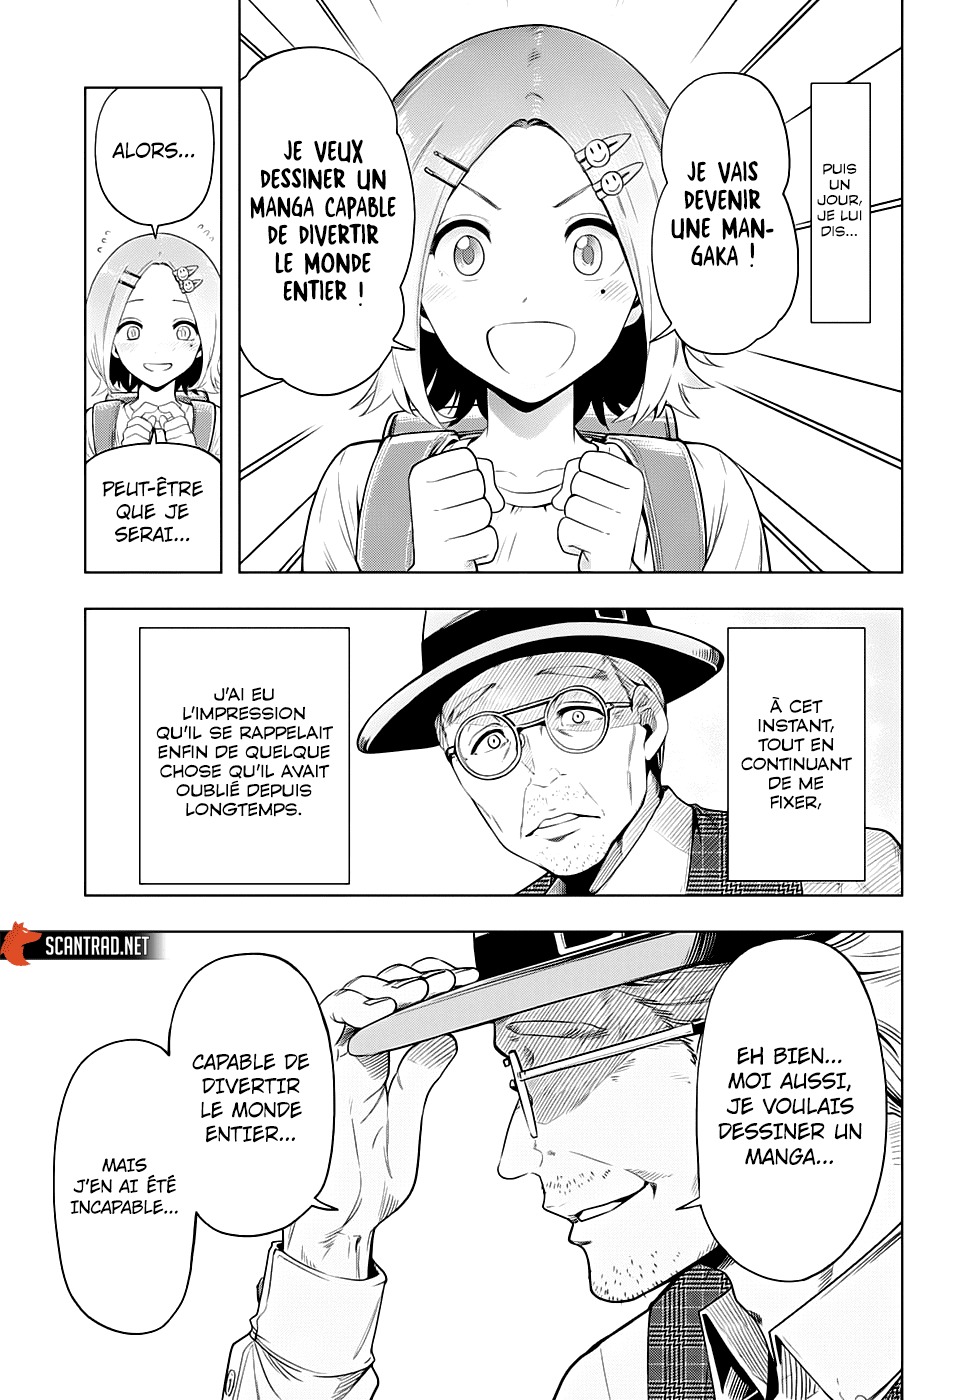 PUIS
UN
JOUR,
JE LUI
DIS...
JE VAIS
DEVENIR
UNE MAN-
GAKA !
JE VEUX
DESSINER UN
MANGA CAPABLE
DE DIVERTIR
LE MONDE
ENTIER !
ALORS...
PEUT-ÊTRE
QUE JE
SERAI...
À CET
INSTANT,
TOUT EN
CONTINUANT
DE ME
FIXER,
J'AI EU
L'IMPRESSION
QU'IL SE RAPPELAIT
ENFIN DE QUELQUE
CHOSE QU'IL AVAIT
OUBLIÉ DEPUIS
LONGTEMPS.
SCANTRAD.NET
EH BIEN...
MOI AUSSI,
JE VOULAIS
DESSINER UN
MANGA...
CAPABLE DE
DIVERTIR
LE MONDE
ENTIER...
MAIS
J'EN AI ÉTÉ
INCAPABLE...